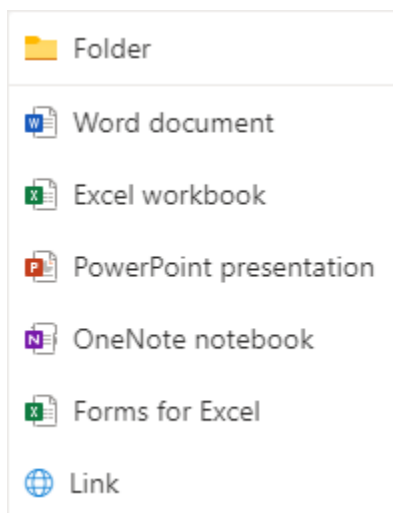 Folder
Word document
Excel workbook
PowerPoint presentation
OneNote notebook
Forms for Excel
Link